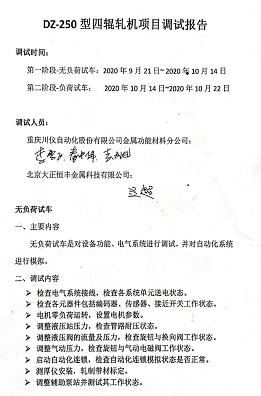 DZ-250 型四辊轧机项目调试报告
调试时间：
第一阶段-无负荷试车：2020 年 9 月 21 日~2020 年 10 月 14 日
第二阶段-负荷试车： 2020 年 10 月 14 日~2020 年 10 月 22 日
调试人员：
重庆川仪自动化股份有限公司金属功能材料分公司：
北京大正恒丰金属科技有限公司：
无负荷试车
一、主要内容
无负荷试车是对设备功能、电气系统进行调试，并对自动化系统
进行模拟。
二、调试内容
➤ 检查电气系统接线，检查各系统单元送电状态。
➤ 检查各元器件包括编码器、传感器、接近开关工作状态。
➤ 电机零负荷运转，设置电机参数。
➤ 调整液压站压力，检查管路耐压状态。
➤ 调整液压阀的流量及压力，检查旋钮与换向阀工作状态。
➤ 调整气动压力，检查旋钮与气动电磁阀工作状态。
➤ 启动自动化连锁，检查自动化连锁模拟状态是否正常。
➤ 测厚仪安装，轧制带材标定。
➤ 调整辅助泵站并测试其工作状态。